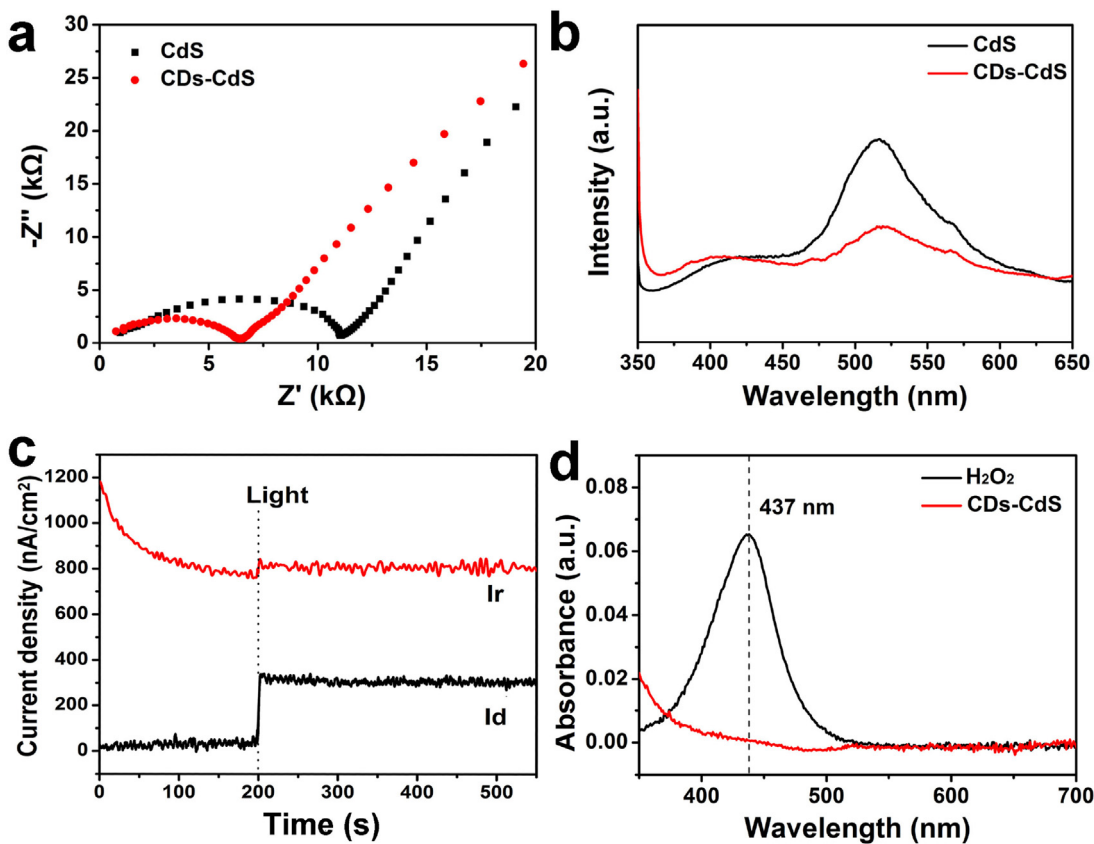 a
CdS
CDs-CdS
-Z'' (kΩ)
30
25
20
15
10
5
0
0 5 10 15 20
Z' (kΩ)
b
CdS
CDs-CdS
Intensity (a.u.)
350 400 450 500 550 600 650
Wavelength (nm)
c
Current density (nA/cm²)
1200
1000
800
600
400
200
0
Light
Ir
Id
0 100 200 300 400 500
Time (s)
d
H₂O₂
CDs-CdS
437 nm
Absorbance (a.u.)
0.08
0.06
0.04
0.02
0.00
400 500 600 700
Wavelength (nm)